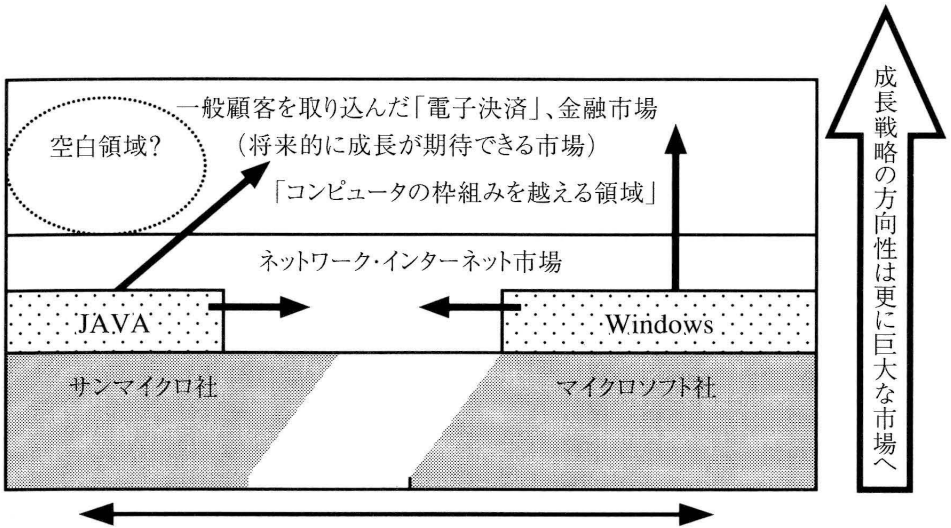 一般顧客を取り込んだ「電子決済」、金融市場
空白領域?
(将来的に成長が期待できる市場)
「コンピュータの枠組みを越える領域」
ネットワーク・インターネット市場
JAVA
Windows
サンマイクロ社
マイクロソフト社
成長戦略の方向性は更に巨大な市場へ